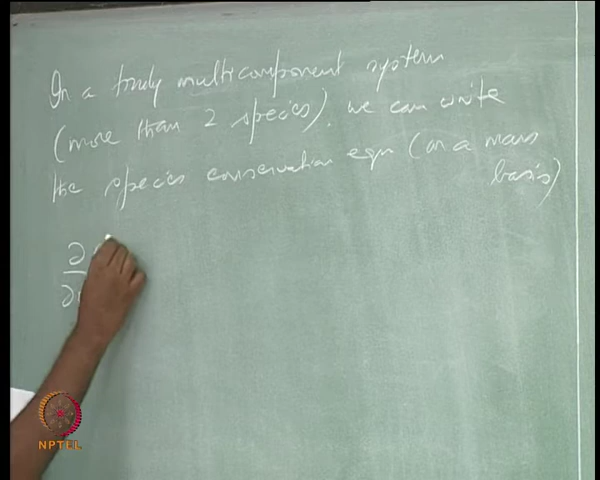 In a truly multicomponent system
(more than 2 species), we can write
the species conservation eqn (on a mass
basis)
∂
∂
NPTEL